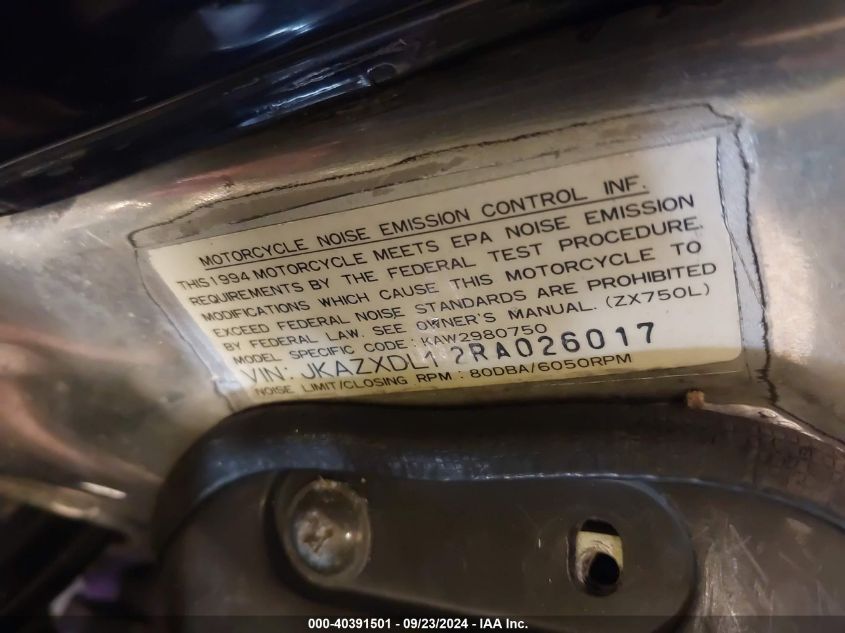 MOTORCYCLE NOISE EMISSION CONTROL INF.
THIS 1994 MOTORCYCLE MEETS EPA NOISE EMISSION
REQUIREMENTS BY THE FEDERAL TEST PROCEDURE.
MODIFICATIONS WHICH CAUSE THIS MOTORCYCLE TO
EXCEED FEDERAL NOISE STANDARDS ARE PROHIBITED
BY FEDERAL LAW. SEE OWNER'S MANUAL. (ZX750L)
MODEL SPECIFIC CODE : KAW2980750
VIN: JKAZXDL12RA026017
NOISE LIMIT/CLOSING RPM : 80DBA/6050RPM
000-40391501 - 09/23/2024 - IAA Inc.